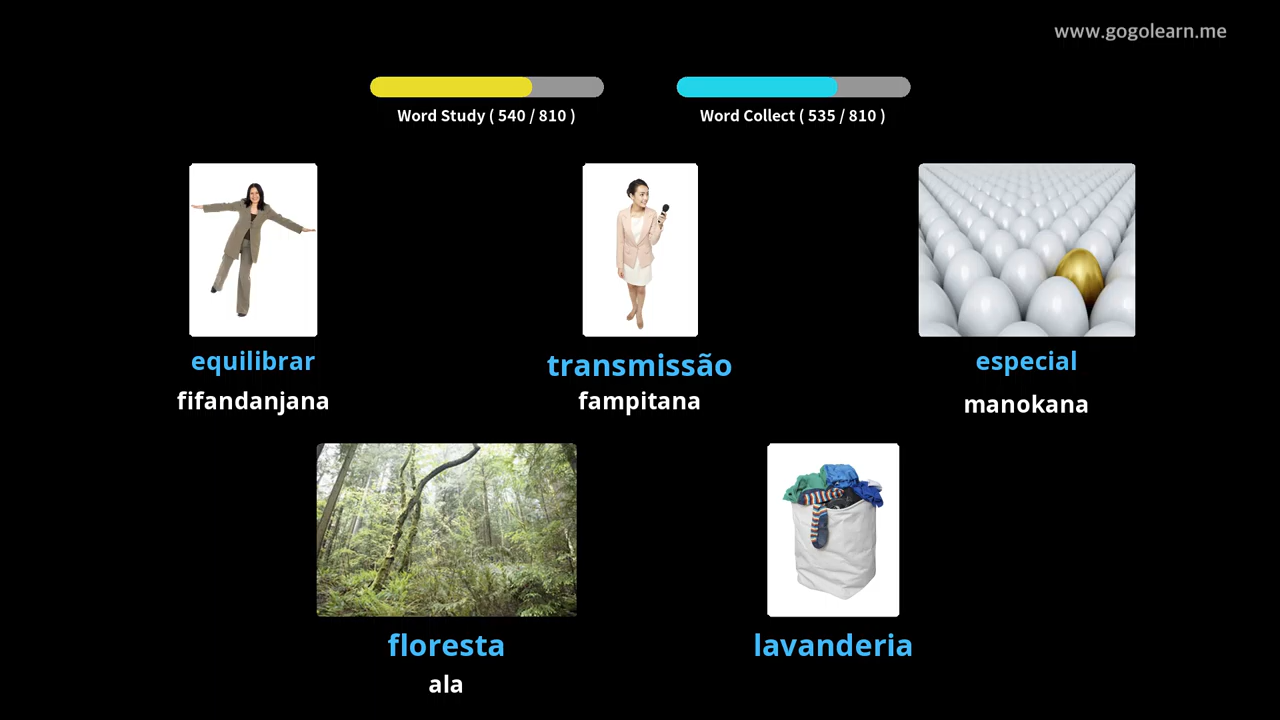 www.gogolearn.me
Word Study ( 540 / 810 )
Word Collect ( 535 / 810 )
equilibrar
fifandanjana
transmissão
fampitana
especial
manokana
floresta
ala
lavanderia